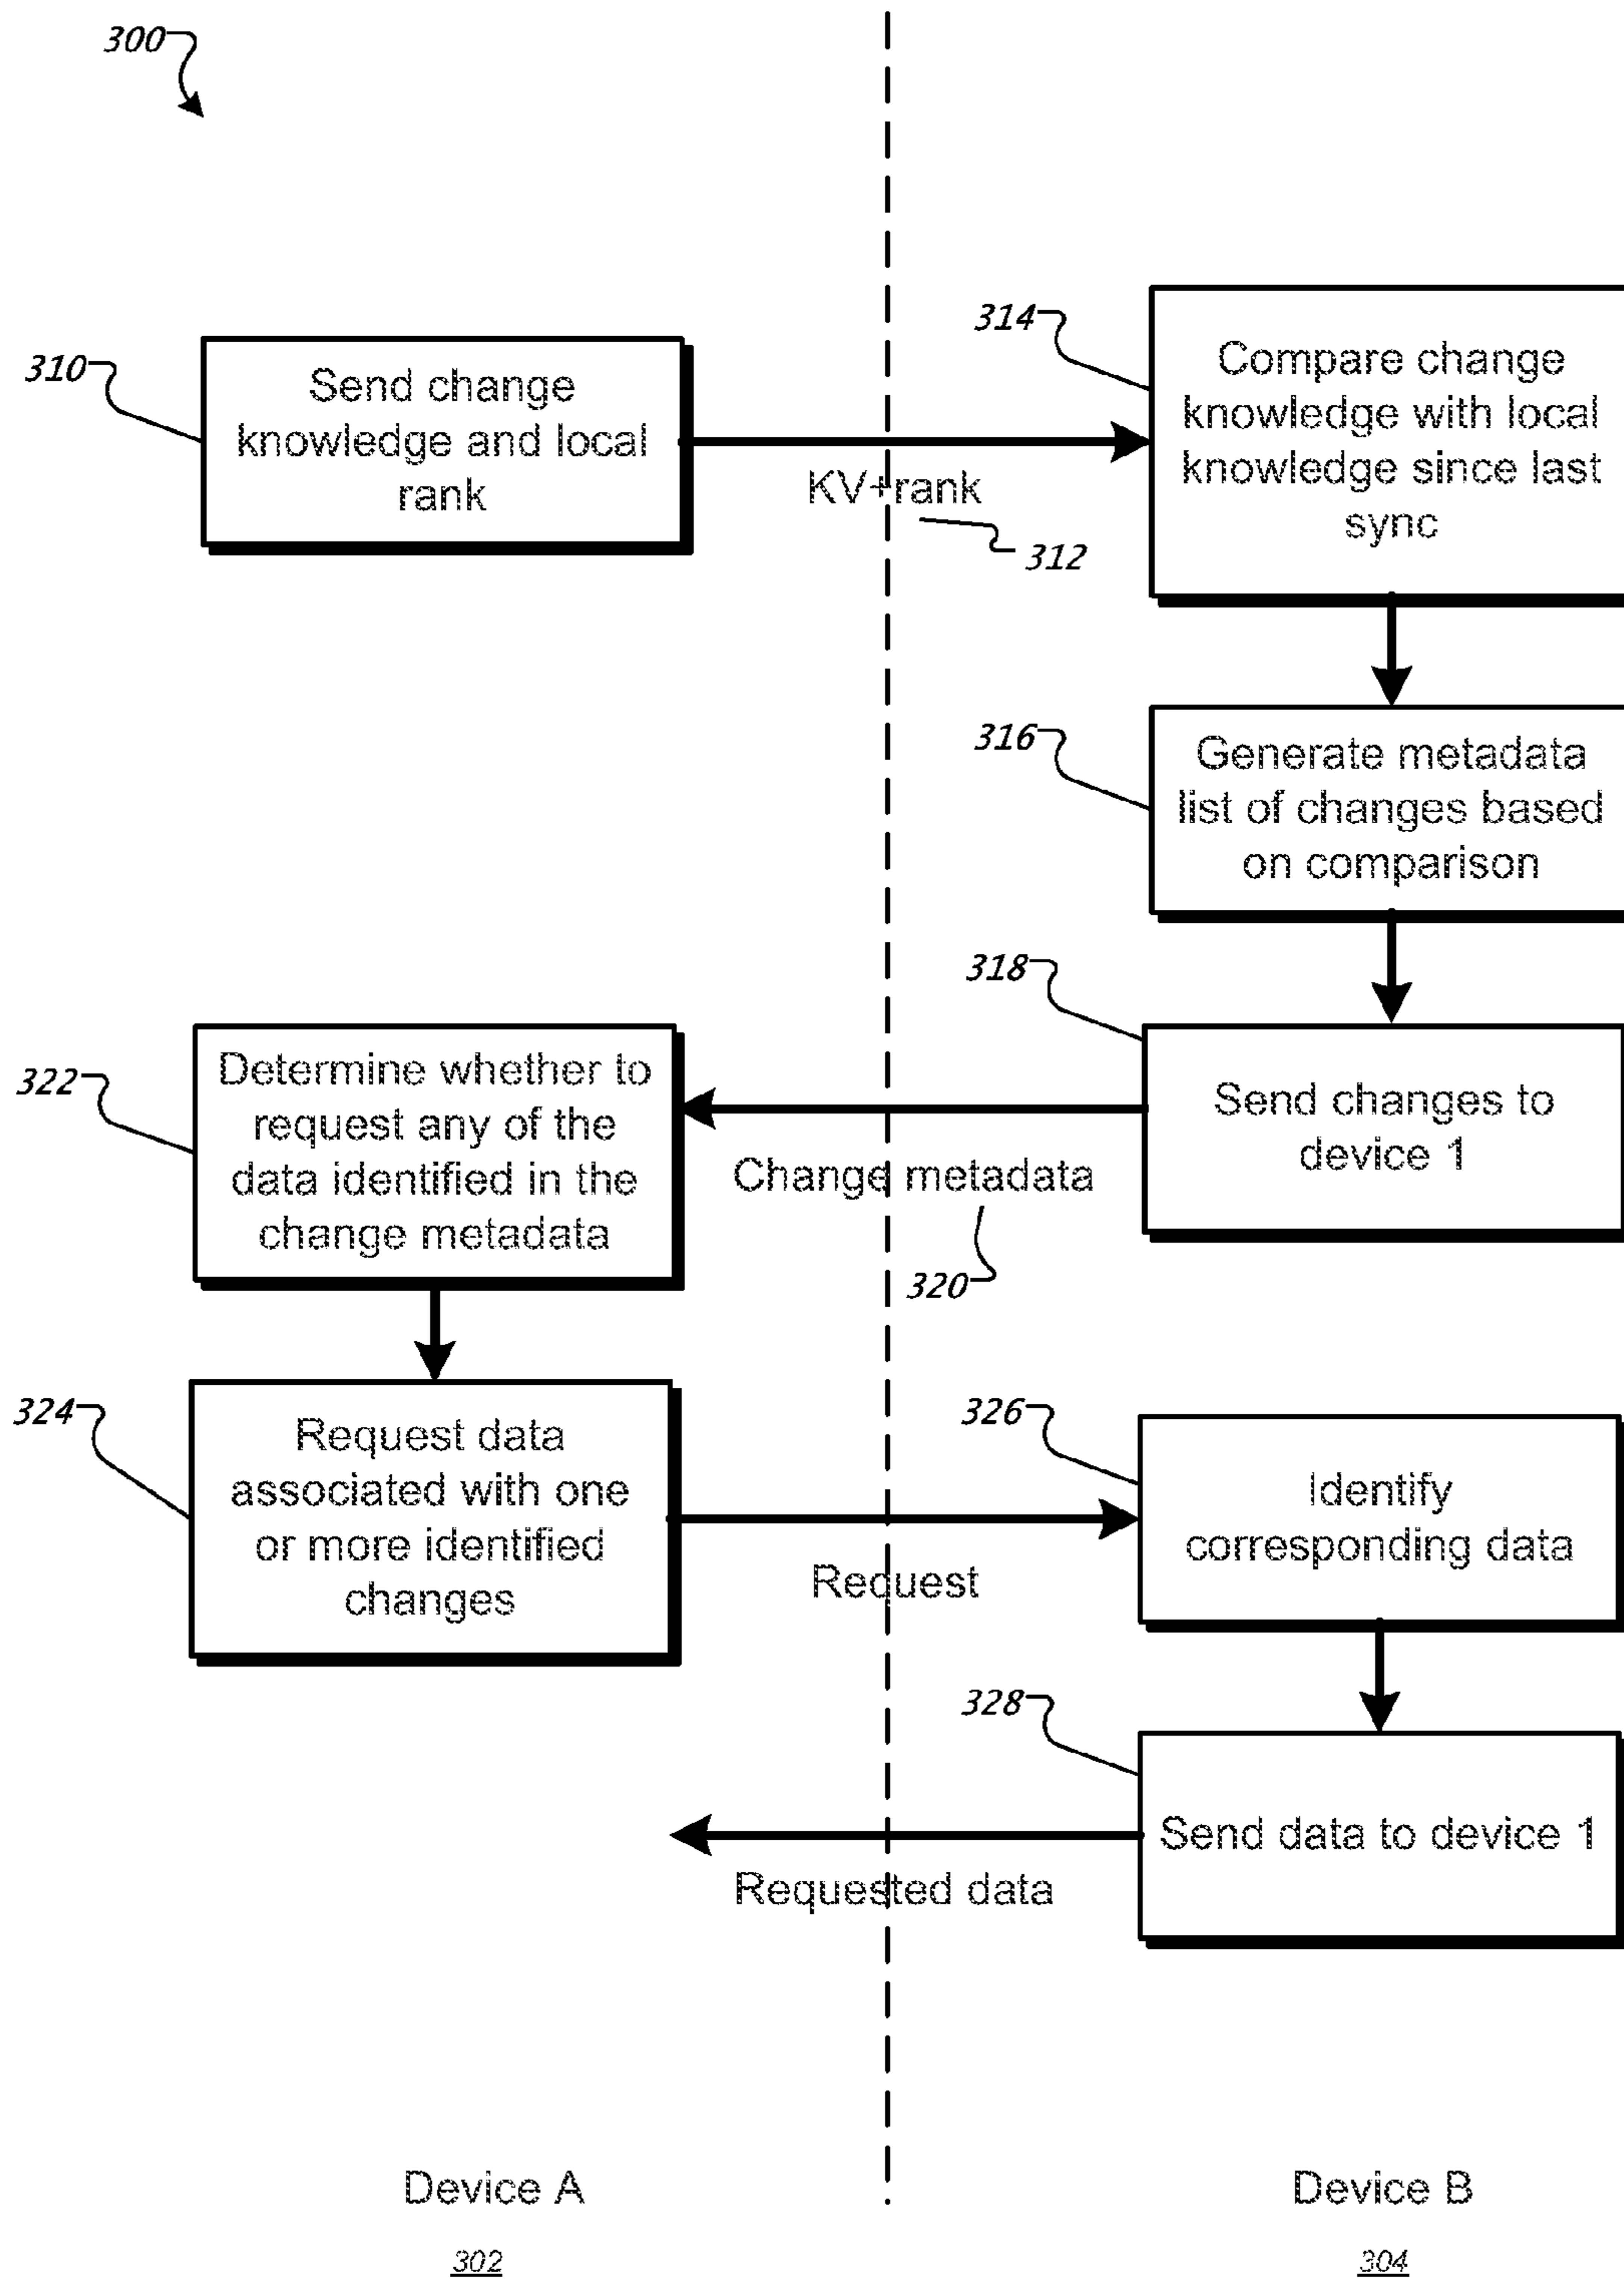 300
310
Send change
knowledge and local
rank
KV+rank
312
314
Compare change
knowledge with local
knowledge since last
sync
316
Generate metadata
list of changes based
on comparison
318
Send changes to
device 1
Change metadata
320
322
Determine whether to
request any of the
data identified in the
change metadata
324
Request data
associated with one
or more identified
changes
Request
326
Identify
corresponding data
328
Send data to device 1
Requested data
Device A
302
Device B
304